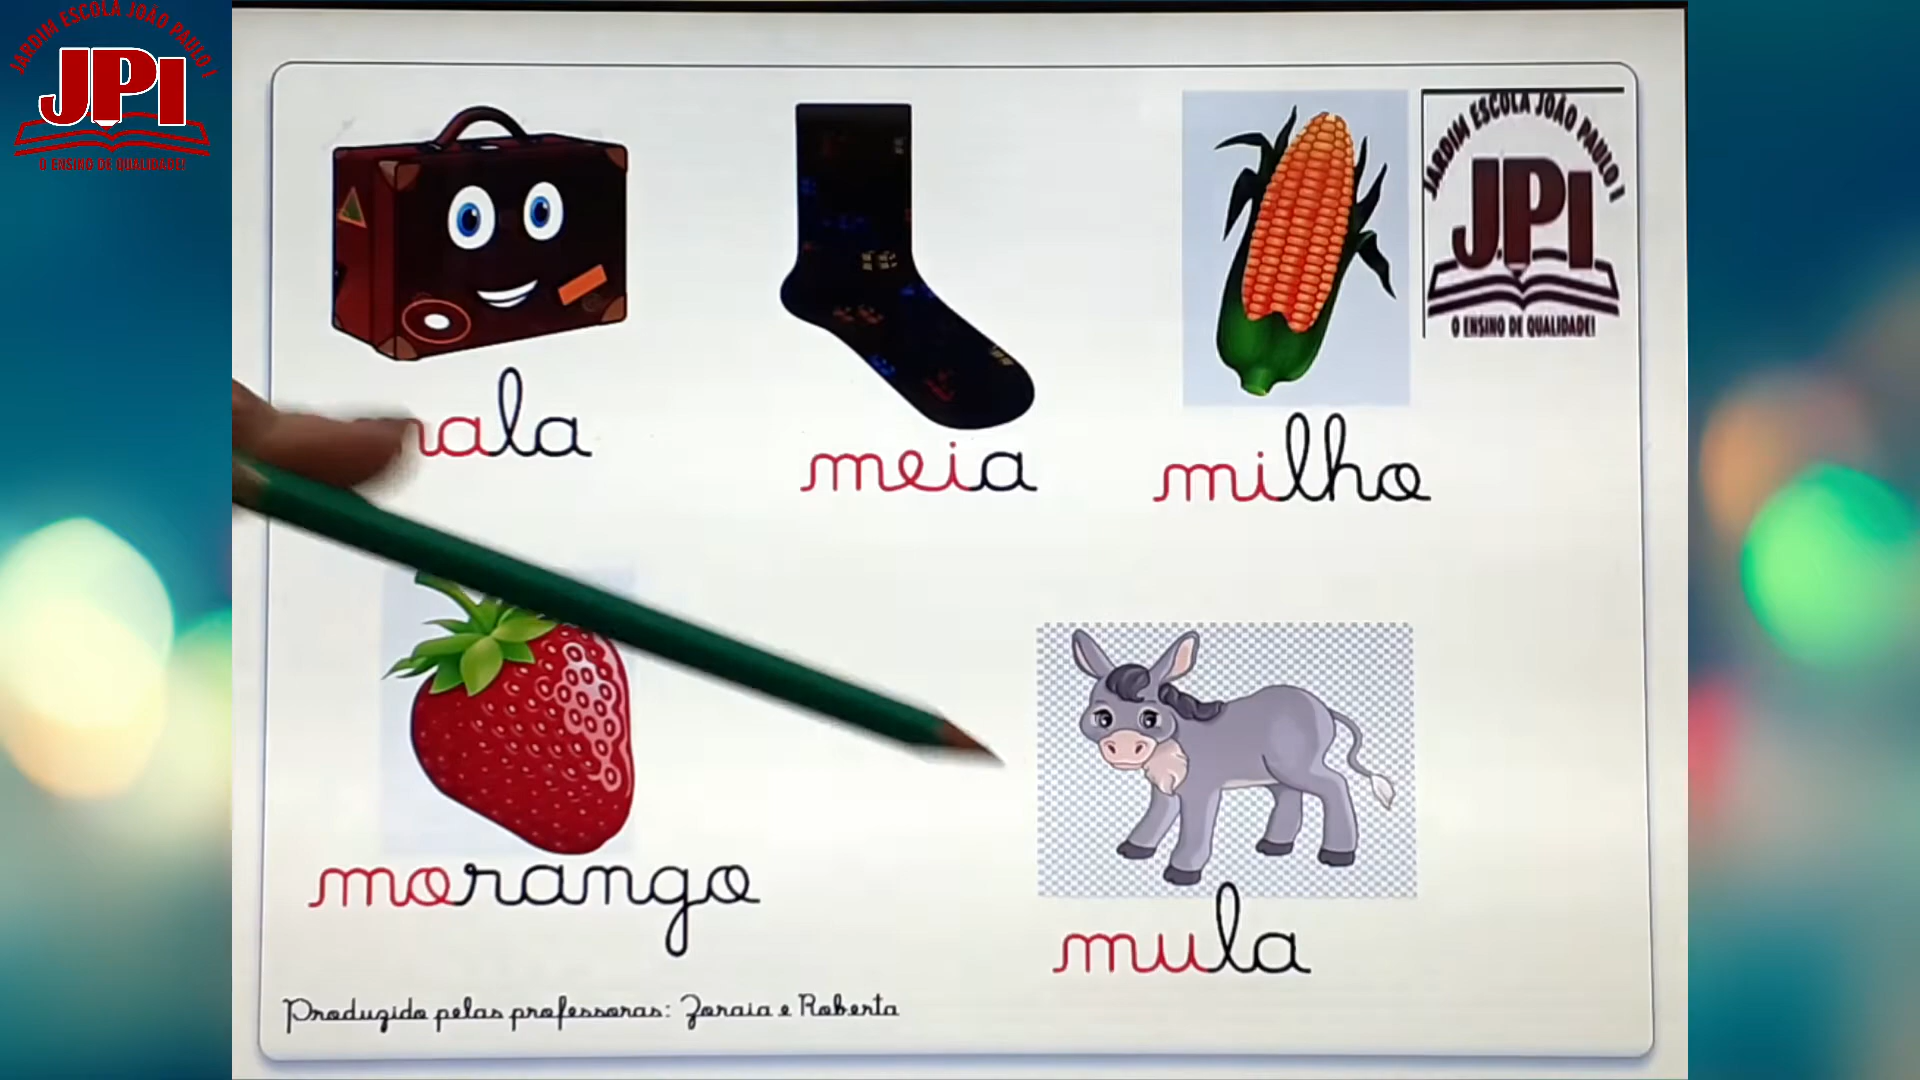 JARDIM ESCOLA JOÃO PAULO I
JPI
O ENSINO DE QUALIDADE!
JARDIM ESCOLA JOÃO PAULO I
JPI
O ENSINO DE QUALIDADE!
mala
meia
milho
morango
mula
Produzido pelas professoras: Zoraia e Roberta